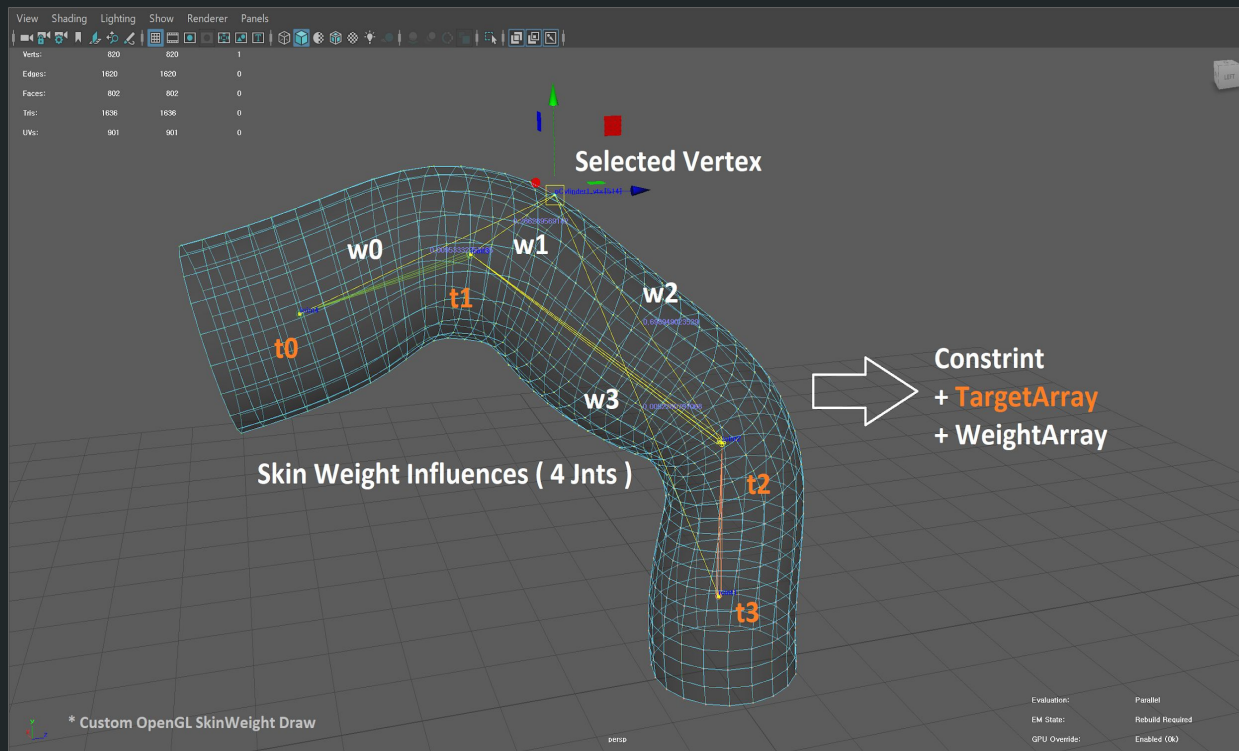 View Shading Lighting Show Renderer Panels
Verts: 820 820 1
Edges: 1620 1620 0
Faces: 802 802 0
Tris: 1636 1636 0
UVs: 901 901 0
LEFT
Selected Vertex
w0
w1
t1
w2
t0
Constrint
+ TargetArray
+ WeightArray
w3
Skin Weight Influences ( 4 Jnts )
t2
t3
* Custom OpenGL SkinWeight Draw
persp
Evaluation: Parallel
EM State: Rebuild Required
GPU Override: Enabled (0k)